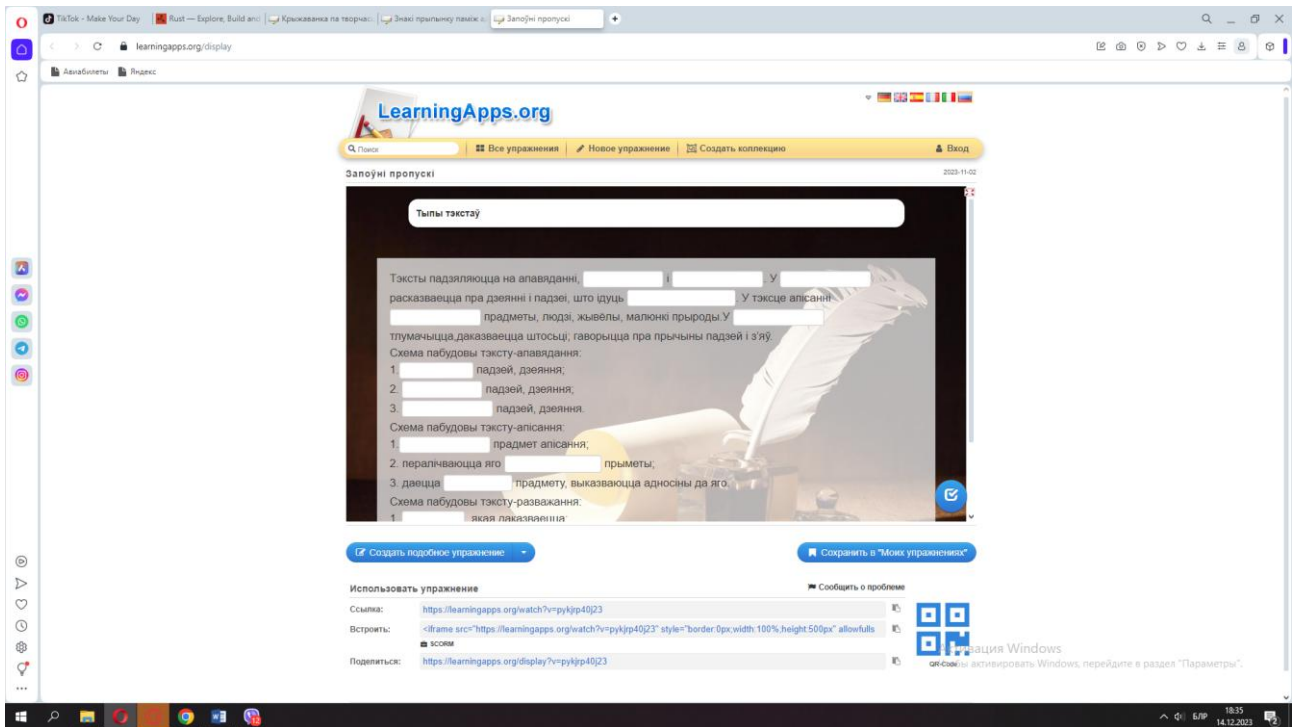 TikTok - Make Your Day
Rust — Explore, Build and
Крыжаванка па творчас
Знакі прыпынку паміж
Запоўні пропускі
learningapps.org/display
Авиабилеты
Яндекс
LearningApps.org
Поиск
Все упражнения
Новое упражнение
Создать коллекцию
Вход
Запоўні пропускі
2023-11-02
Тыпы тэкстаў
Тэксты падзяляюцца на апавяданні, і . У
расказваецца пра дзеянні і падзеі, што ідуць . У тэксце апісанні
прадметы, людзі, жывёлы, малюнкі прыроды.У
тлумачыцца,даказваецца штосьці; гаворыцца пра прычыны падзей і з'яў.
Схема пабудовы тэксту-апавядання:
1. падзей, дзеяння;
2. падзей, дзеяння;
3. падзей, дзеяння.
Схема пабудовы тэксту-апісання:
1. прадмет апісання;
2. пералічваюцца яго прыметы;
3. даецца прадмету, выказваюцца адносіны да яго.
Схема пабудовы тэксту-разважання:
1. якая даказваецца;
Создать подобное упражнение
Сохранить в "Моих упражнениях"
Использовать упражнение
Сообщить о проблеме
Ссылка: https://learningapps.org/watch?v=pykjrp40j23
Встроить: <iframe src="https://learningapps.org/watch?v=pykjrp40j23" style="border:0px;width:100%;height:500px" allowfulls
SCORM
Поделиться: https://learningapps.org/display?v=pykjrp40j23
QR-Code
Активация Windows
Чтобы активировать Windows, перейдите в раздел "Параметры".
12
БЛР
18:35
14.12.2023
2